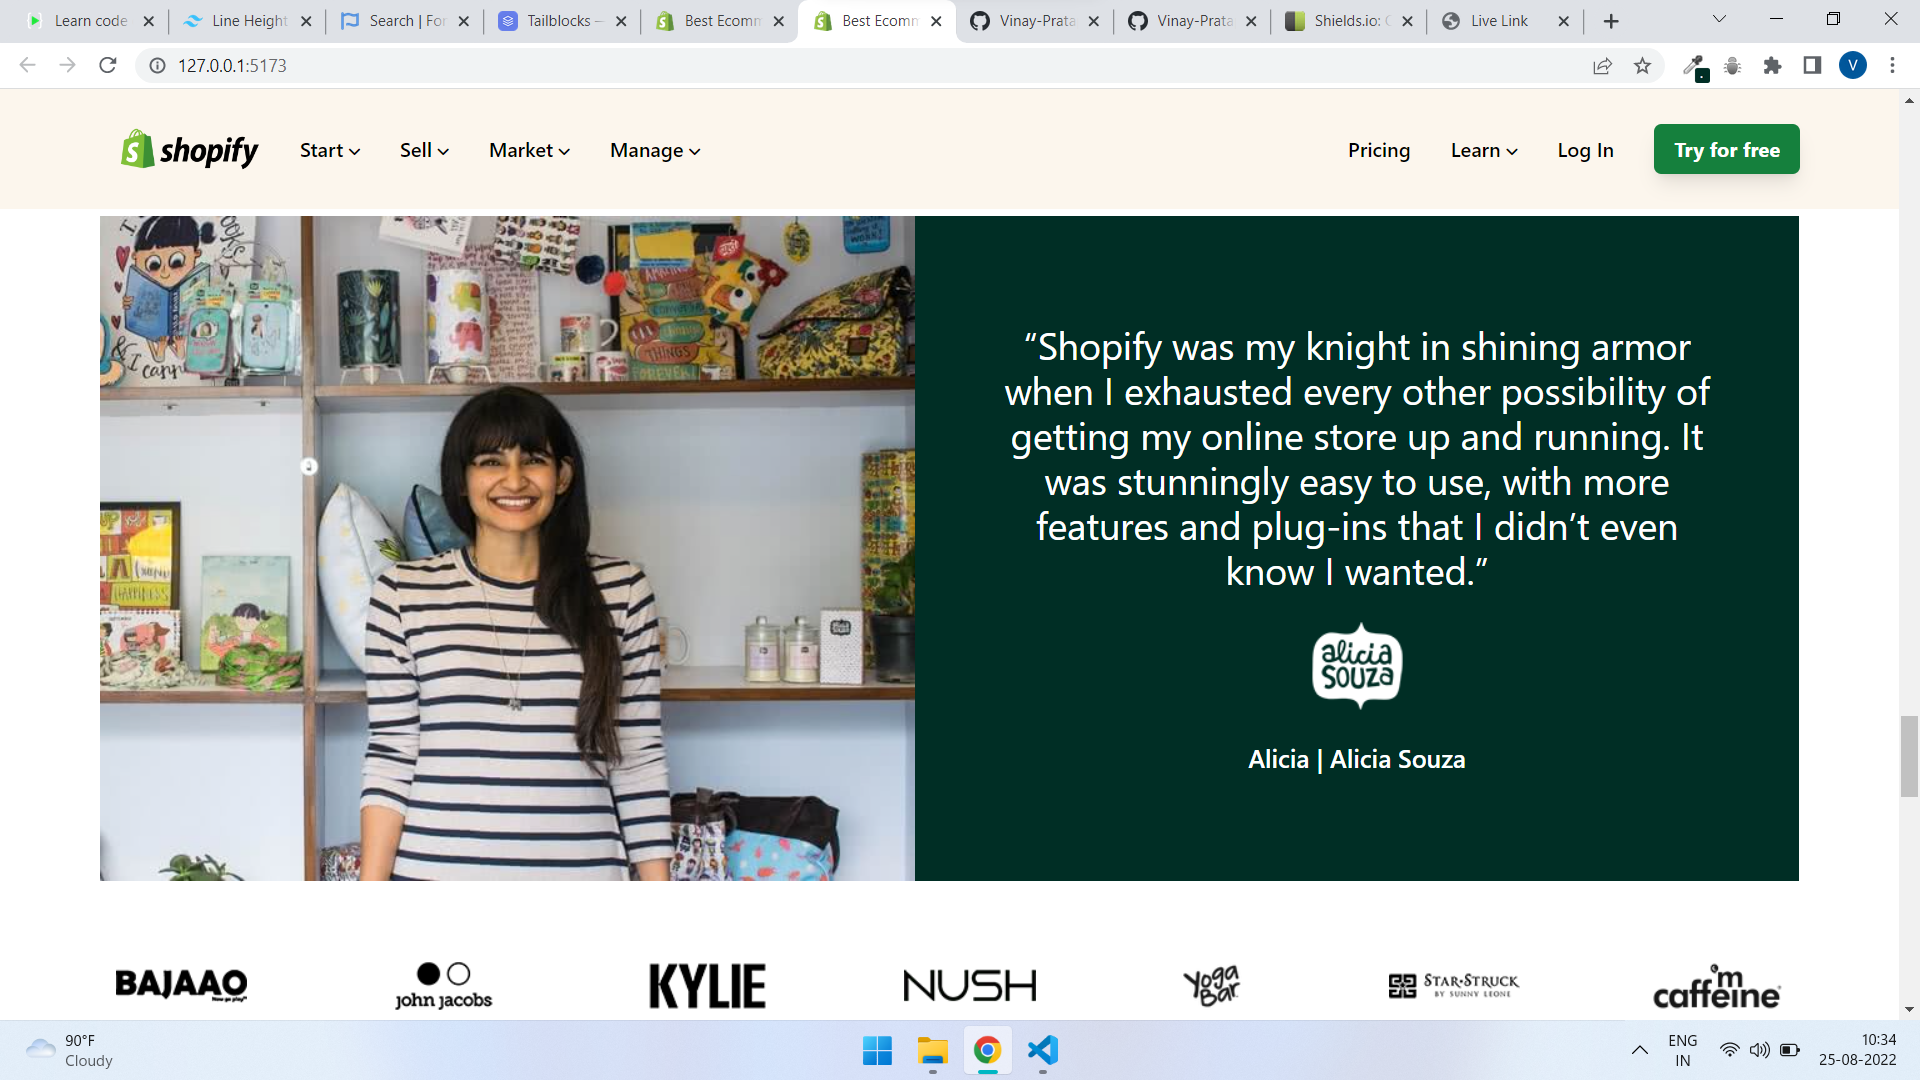 Learn code
Line Height
Search | For
Tailblocks –
Best Ecomm
Best Ecomm
Vinay-Prata
Vinay-Prata
Shields.io: Q
Live Link
127.0.0.1:5173
V
shopify
Start
Sell
Market
Manage
Pricing
Learn
Log In
Try for free
“Shopify was my knight in shining armor
when I exhausted every other possibility of
getting my online store up and running. It
was stunningly easy to use, with more
features and plug-ins that I didn’t even
know I wanted.”
alicia
SOUZA
Alicia | Alicia Souza
BAJAAO
Now go play
john jacobs
KYLIE
NUSH
Yoga
Bar
STAR•STRUCK
BY SUNNY LEONE
i'm
caffeine
90°F
Cloudy
ENG
IN
10:34
25-08-2022